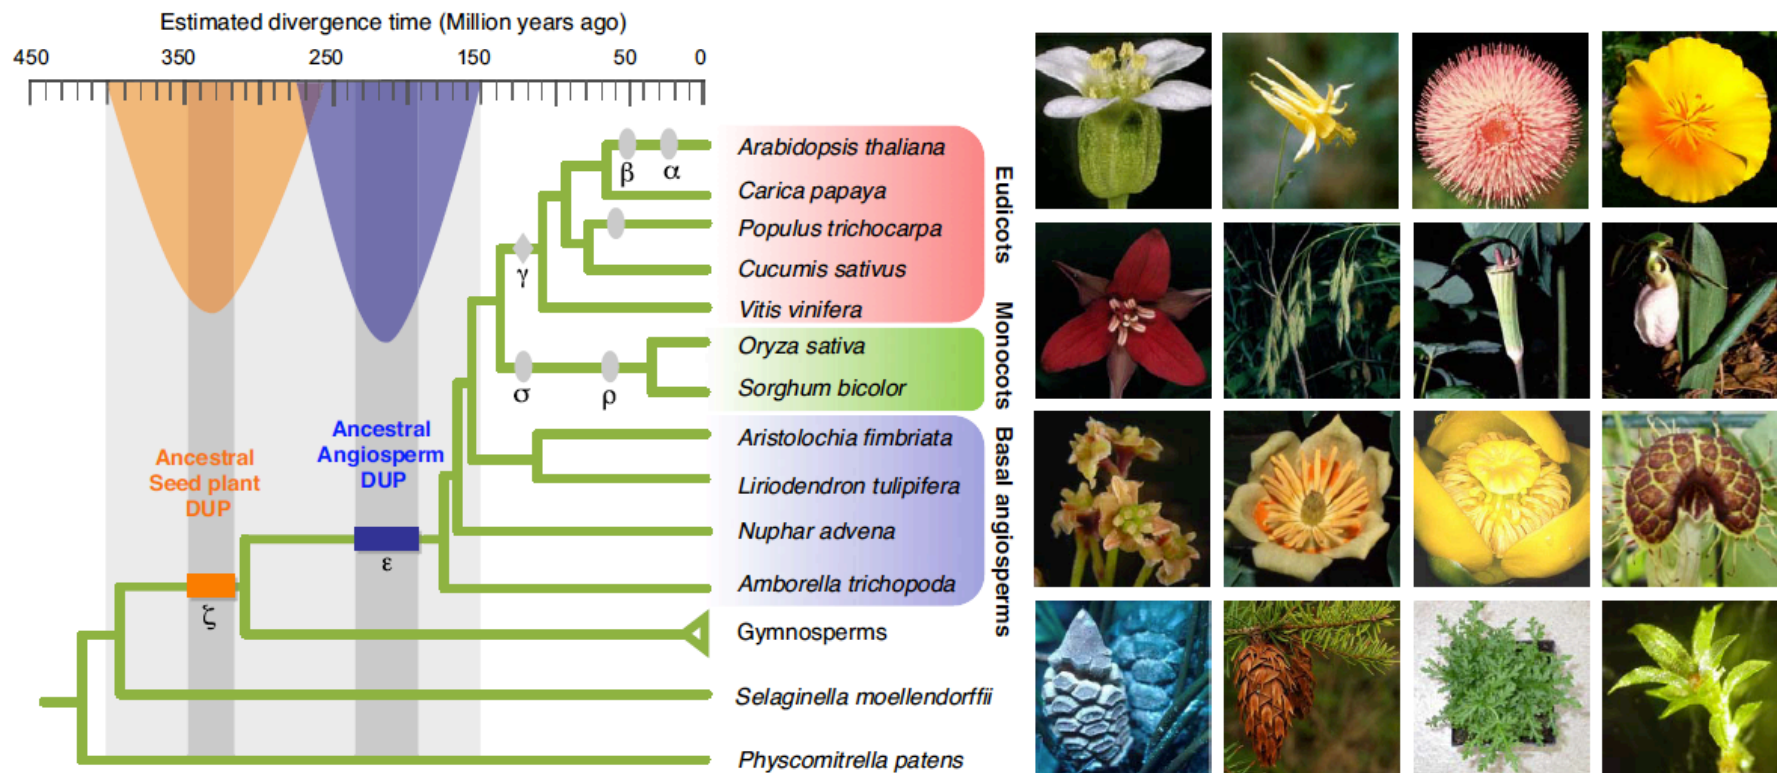 Estimated divergence time (Million years ago)
450 350 250 150 50 0
Arabidopsis thaliana
β α
Carica papaya
Populus trichocarpa
γ
Cucumis sativus
Vitis vinifera
Eudicots
Oryza sativa
Sorghum bicolor
σ ρ
Monocots
Ancestral
Angiosperm
DUP
Aristolochia fimbriata
Ancestral
Seed plant
DUP
Liriodendron tulipifera
Nuphar advena
ε
Amborella trichopoda
Basal angiosperms
ζ
Gymnosperms
Selaginella moellendorffii
Physcomitrella patens